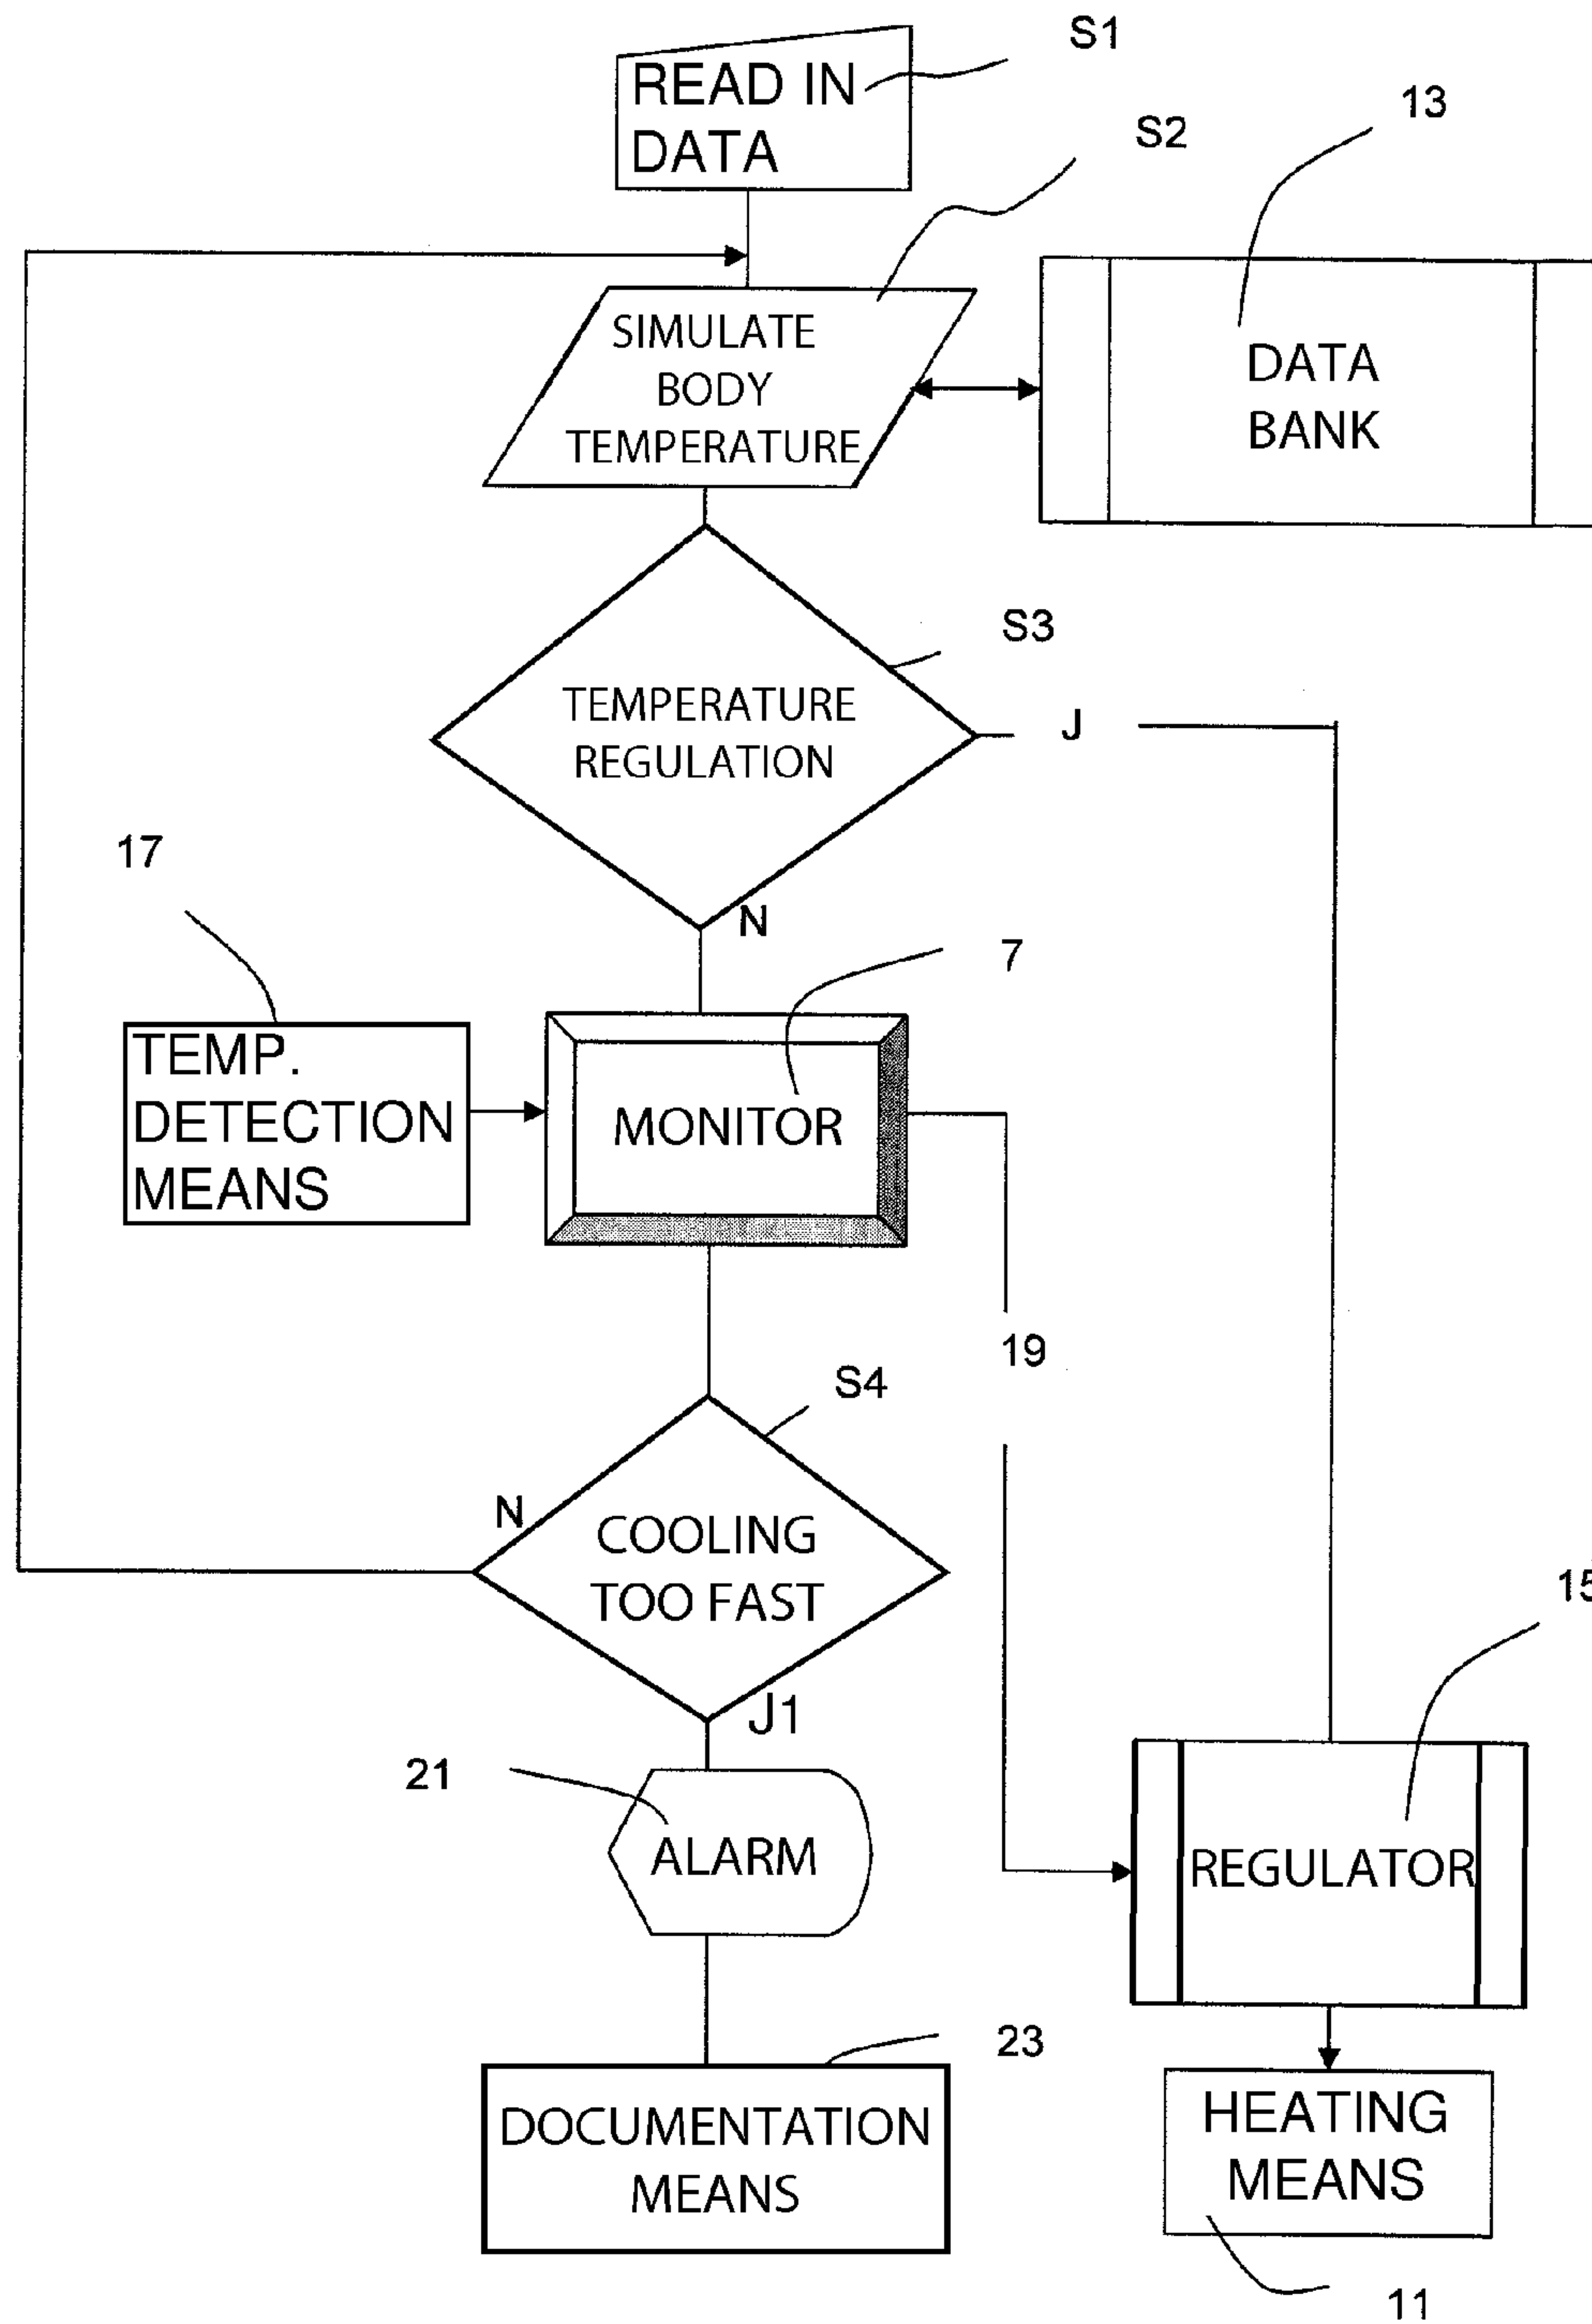 S1
READ IN
DATA
S2
13
SIMULATE
BODY
TEMPERATURE
DATA
BANK
S3
TEMPERATURE
REGULATION
J
N
17
7
TEMP.
DETECTION
MEANS
MONITOR
19
S4
N
COOLING
TOO FAST
J1
15
21
ALARM
REGULATOR
23
DOCUMENTATION
MEANS
HEATING
MEANS
11